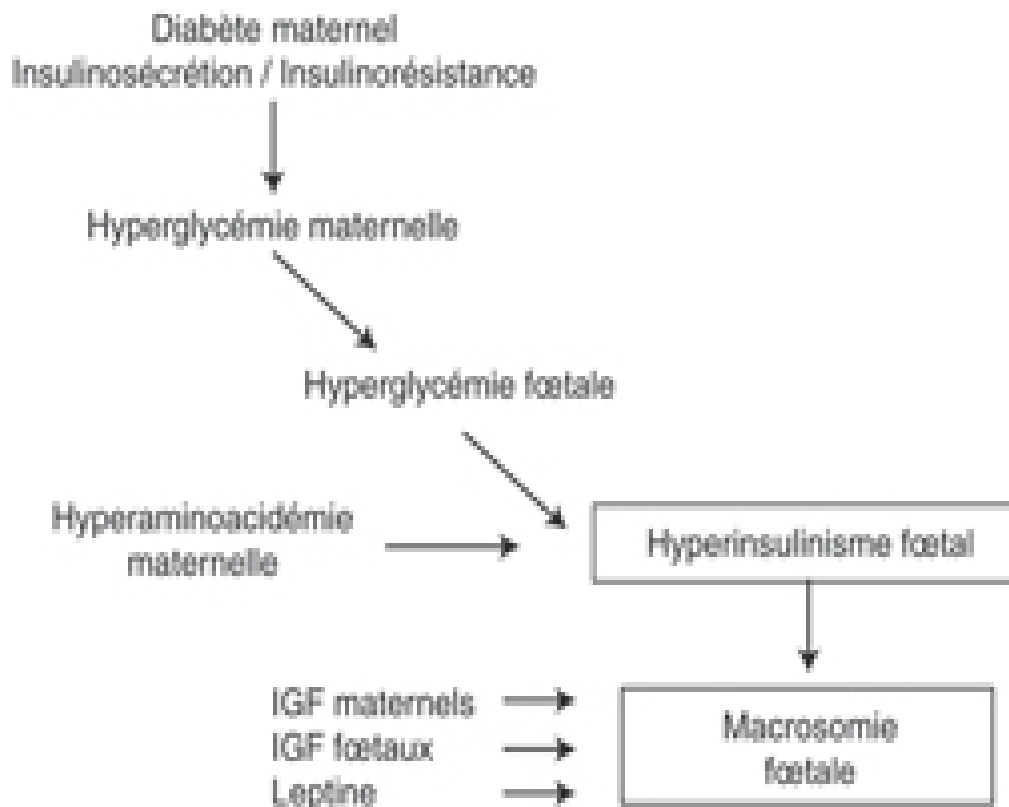 Diabète maternel
Insulinosécrétion / Insulinorésistance
Hyperglycémie maternelle
Hyperglycémie fœtale
Hyperaminoacidémie
maternelle
Hyperinsulinisme fœtal
IGF maternels
IGF fœtaux
Leptine
Macrosomie
fœtale